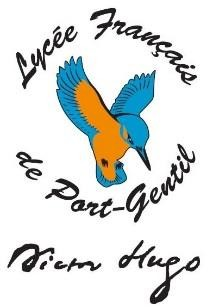 Lycée Français
de Port-Gentil
Victor Hugo